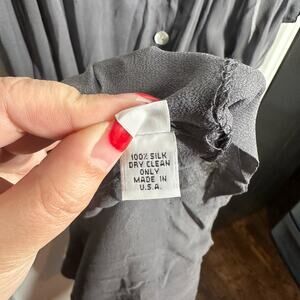 100% SILK
DRY CLEAN
ONLY
MADE IN
U.S.A.